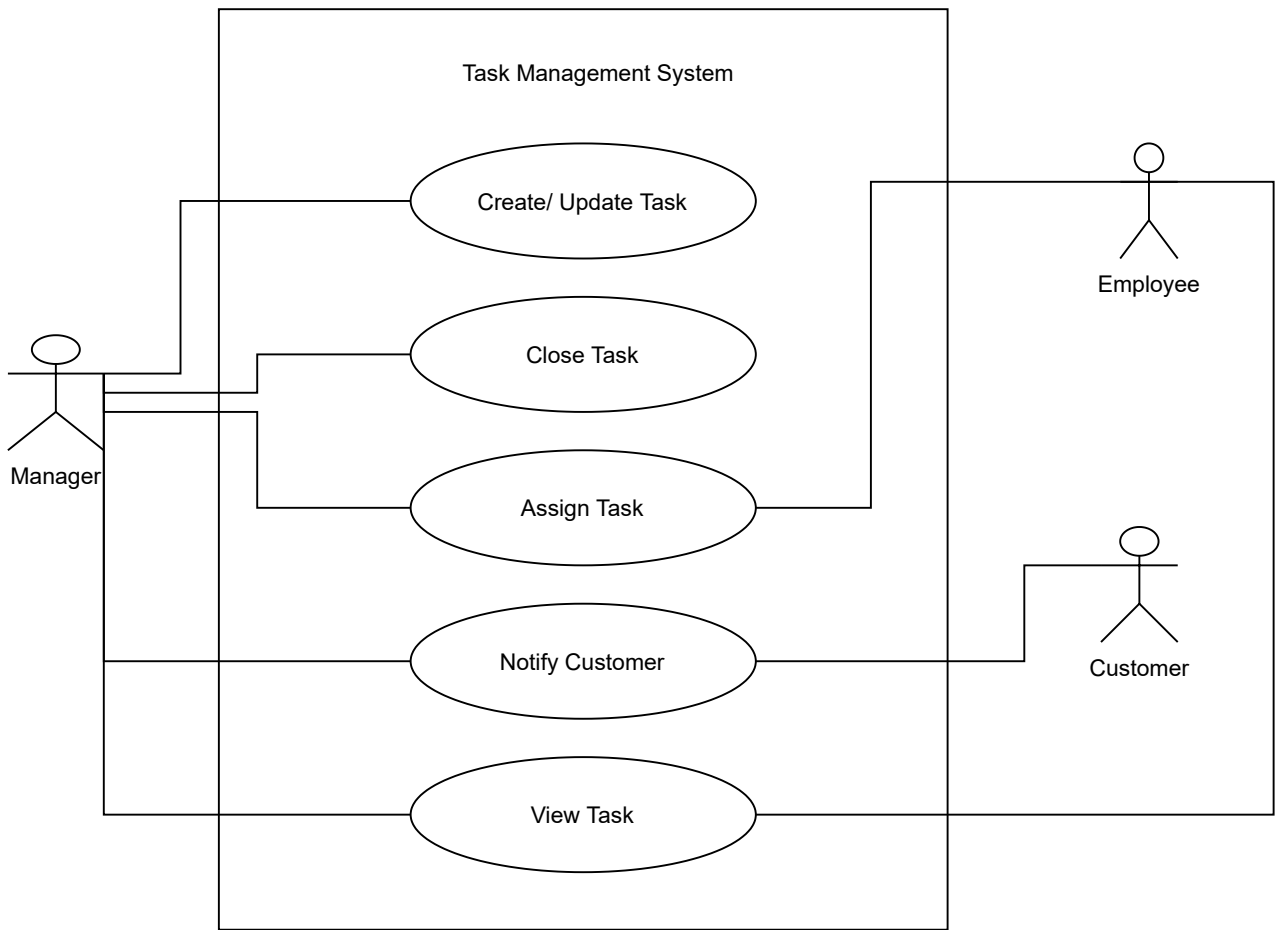 Task Management System
Create/ Update Task
Employee
Close Task
Manager
Assign Task
Notify Customer
Customer
View Task